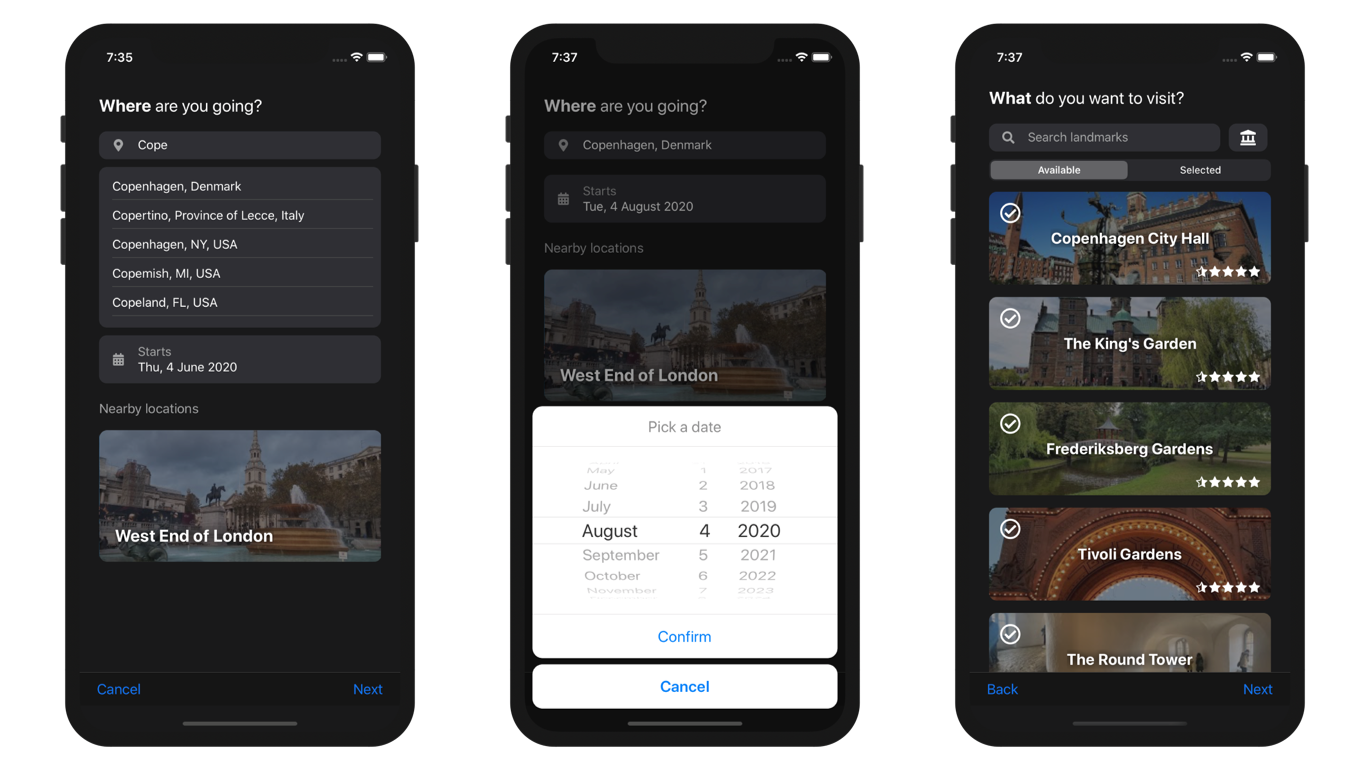 7:35
Where are you going?
Cope
Copenhagen, Denmark
Copertino, Province of Lecce, Italy
Copenhagen, NY, USA
Copemish, MI, USA
Copeland, FL, USA
Starts
Thu, 4 June 2020
Nearby locations
West End of London
Cancel Next
7:37
Where are you going?
Copenhagen, Denmark
Starts
Tue, 4 August 2020
Nearby locations
West End of London
Pick a date
May 1 2017
June 2 2018
July 3 2019
August 4 2020
September 5 2021
October 6 2022
November 7 2023
Confirm
Cancel
7:37
What do you want to visit?
Search landmarks
Available Selected
Copenhagen City Hall
The King's Garden
Frederiksberg Gardens
Tivoli Gardens
The Round Tower
Back Next